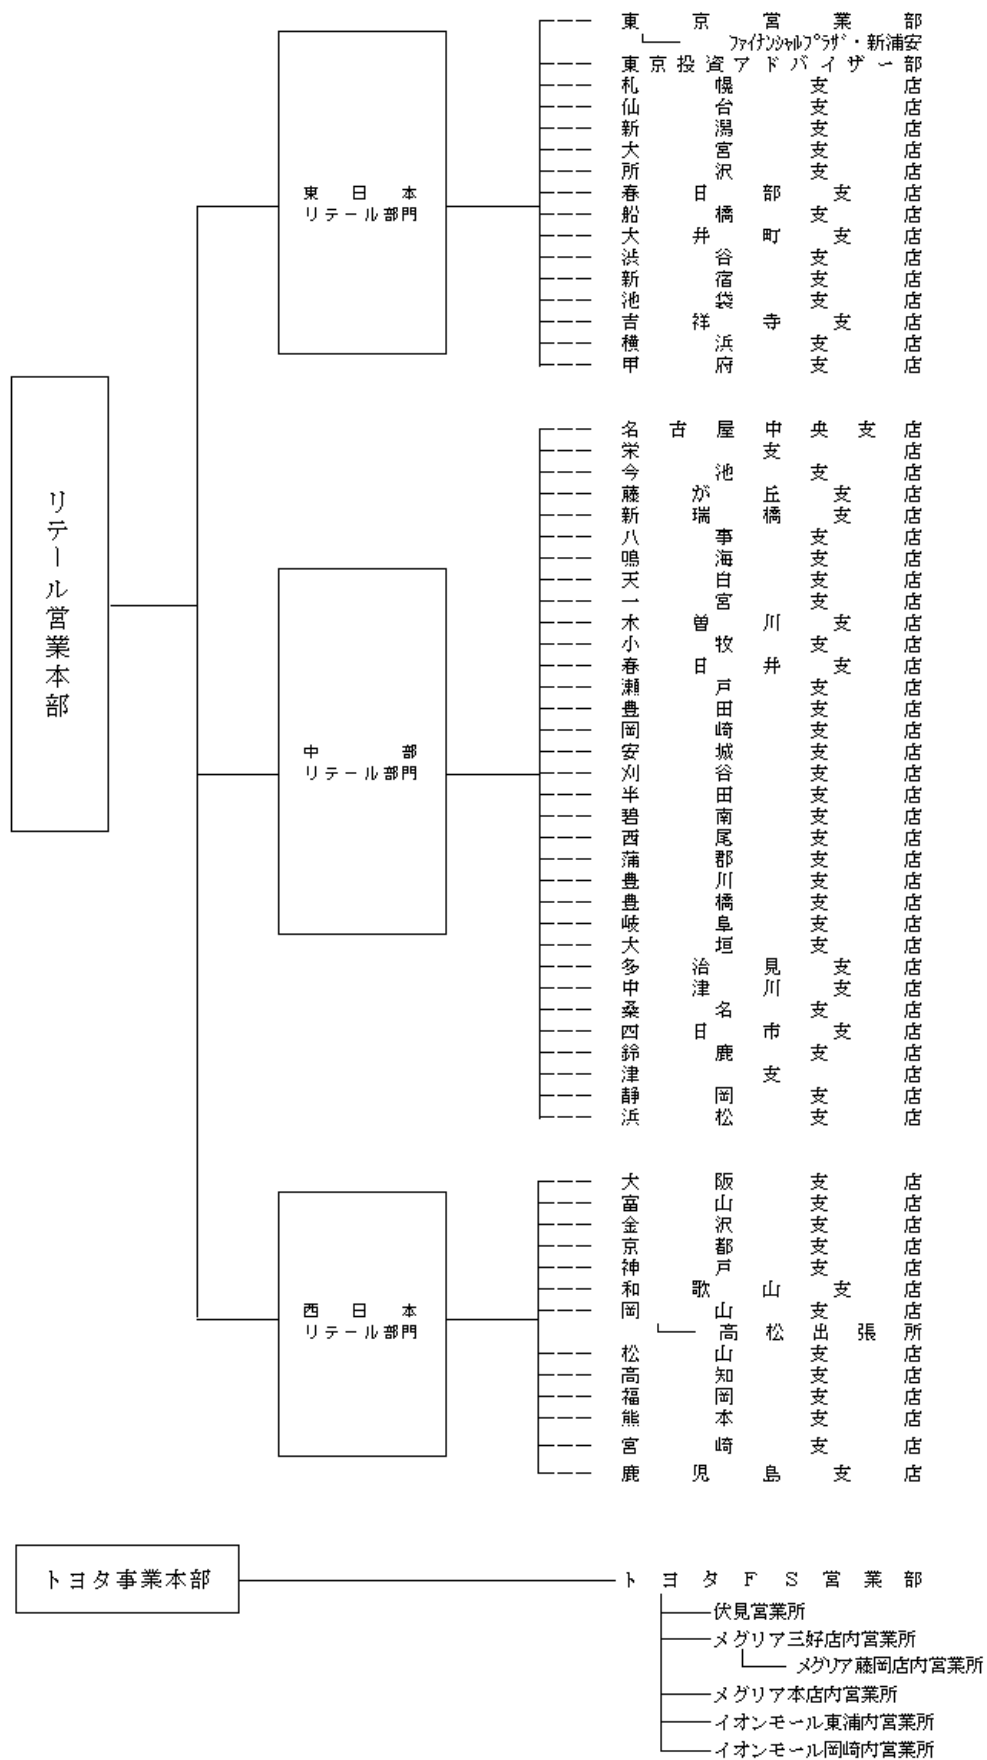 リテール営業本部
東日本
リテール部門
東京営業部
ﾌｧｲﾅﾝｼｬﾙﾌﾟﾗｻﾞ・新浦安
東京投資アドバイザー部
札幌支店
仙台支店
新潟支店
大宮支店
所沢支店
春日部支店
船橋支店
大井町支店
渋谷支店
新宿支店
池袋支店
吉祥寺支店
横浜支店
甲府支店
中部
リテール部門
名古屋中央支店
栄支店
今池支店
藤が丘支店
新瑞橋支店
八事支店
鳴海支店
天白支店
一宮支店
木曽川支店
小牧支店
春日井支店
瀬戸支店
豊田支店
岡崎支店
安城支店
刈谷支店
半田支店
碧南支店
西尾支店
蒲郡支店
豊川支店
豊橋支店
岐阜支店
大垣支店
多治見支店
中津川支店
桑名支店
四日市支店
鈴鹿支店
津支店
静岡支店
浜松支店
西日本
リテール部門
大阪支店
富山支店
金沢支店
京都支店
神戸支店
和歌山支店
岡山支店
高松出張所
松山支店
高知支店
福岡支店
熊本支店
宮崎支店
鹿児島支店
トヨタ事業本部
トヨタFS営業部
伏見営業所
メグリア三好店内営業所
メグリア藤岡店内営業所
メグリア本店内営業所
イオンモール東浦内営業所
イオンモール岡崎内営業所